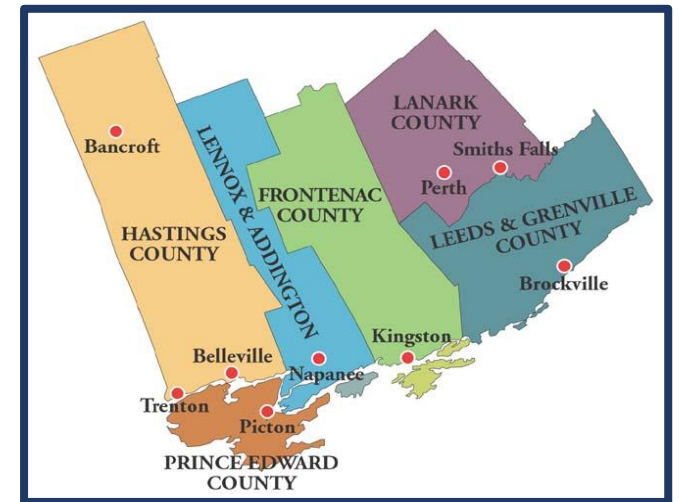 Bancroft
HASTINGS
COUNTY
LENNOX & ADDINGTON
FRONTENAC
COUNTY
LANARK
COUNTY
Smiths Falls
Perth
LEEDS & GRENVILLE
COUNTY
Brockville
Kingston
Belleville
Napanee
Trenton
Picton
PRINCE EDWARD
COUNTY